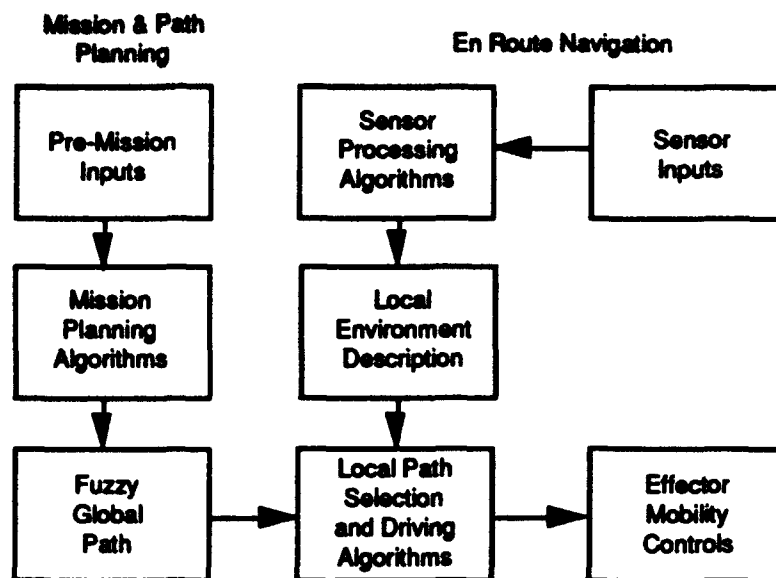 Mission & Path
Planning
En Route Navigation
Pre-Mission
Inputs
Sensor
Processing
Algorithms
Sensor
Inputs
Mission
Planning
Algorithms
Local
Environment
Description
Fuzzy
Global
Path
Local Path
Selection
and Driving
Algorithms
Effector
Mobility
Controls